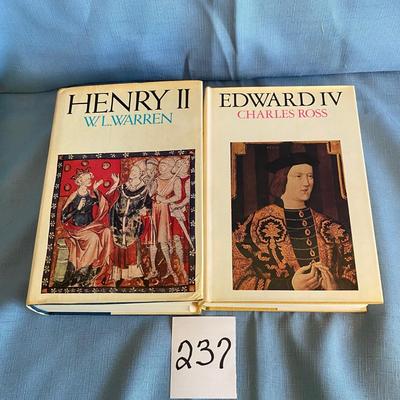 HENRY II
W. L. WARREN
EDWARD IV
CHARLES ROSS
237